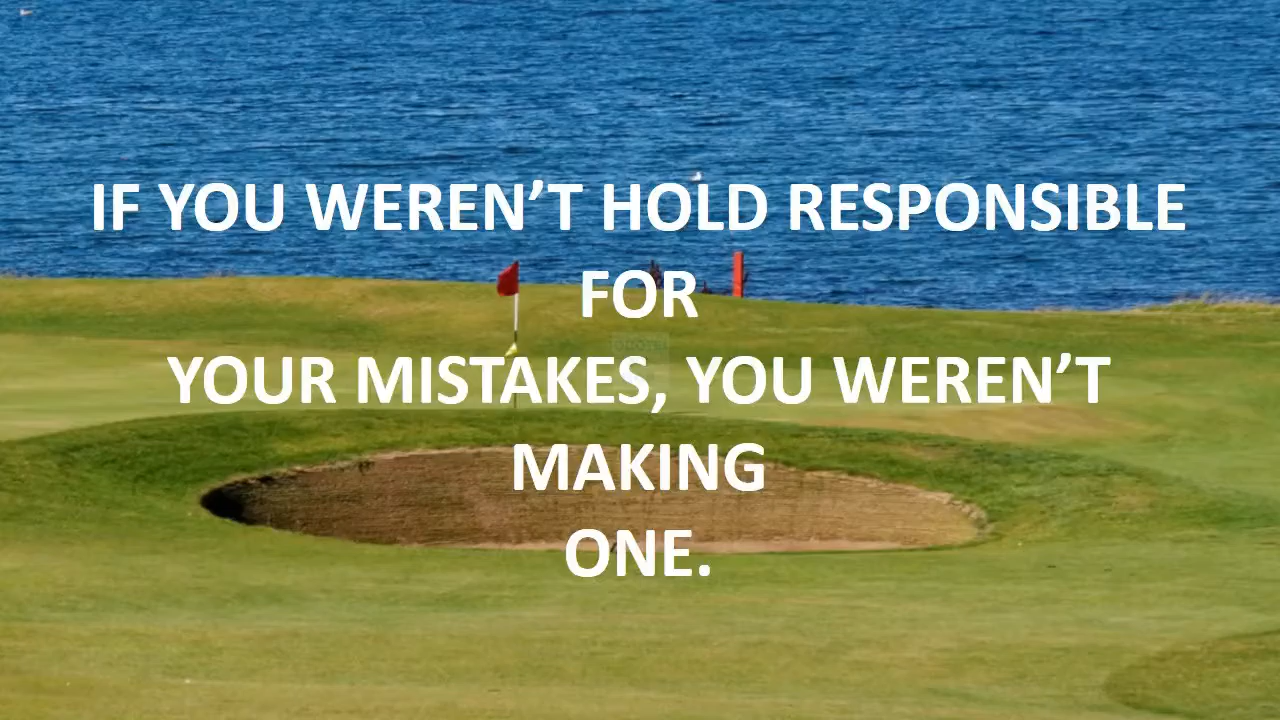 IF YOU WEREN’T HOLD RESPONSIBLE
FOR
YOUR MISTAKES, YOU WEREN’T
MAKING
ONE.